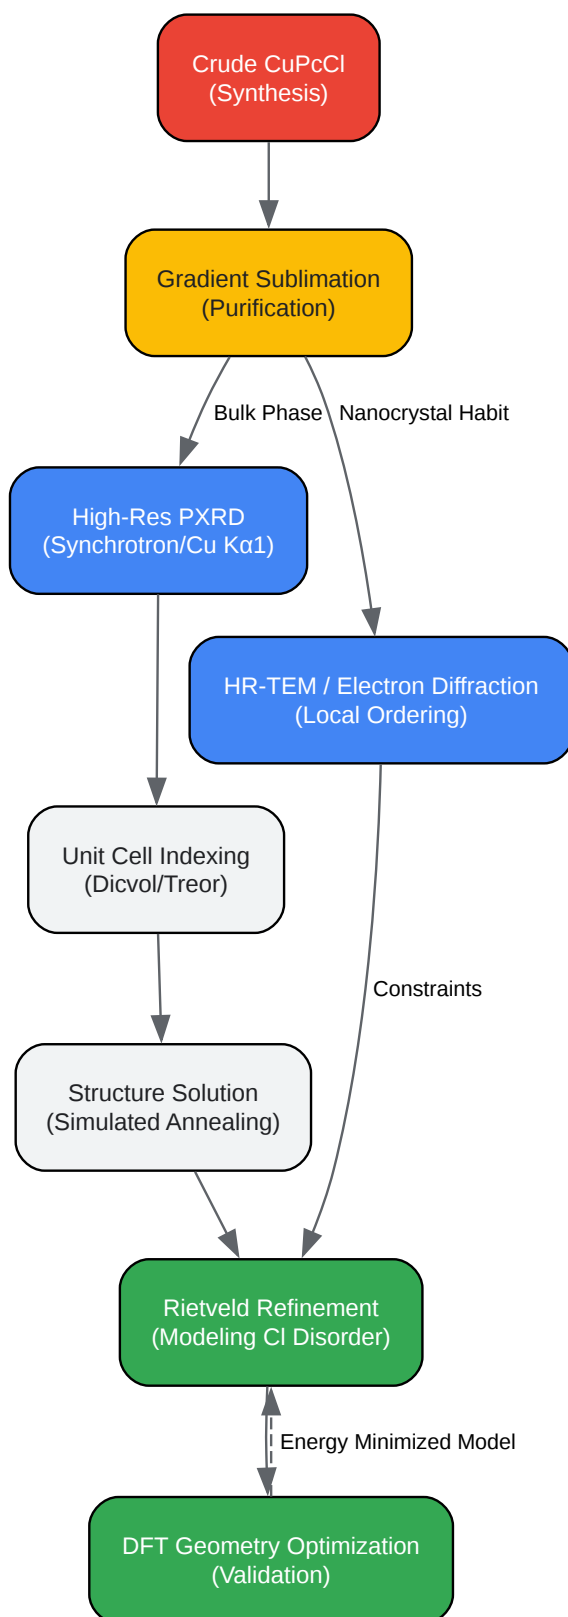 Crude CuPcCl
(Synthesis)
Gradient Sublimation
(Purification)
Bulk Phase
Nanocrystal Habit
High-Res PXRD
(Synchrotron/Cu Kα1)
HR-TEM / Electron Diffraction
(Local Ordering)
Unit Cell Indexing
(Dicvol/Treor)
Constraints
Structure Solution
(Simulated Annealing)
Rietveld Refinement
(Modeling Cl Disorder)
Energy Minimized Model
DFT Geometry Optimization
(Validation)